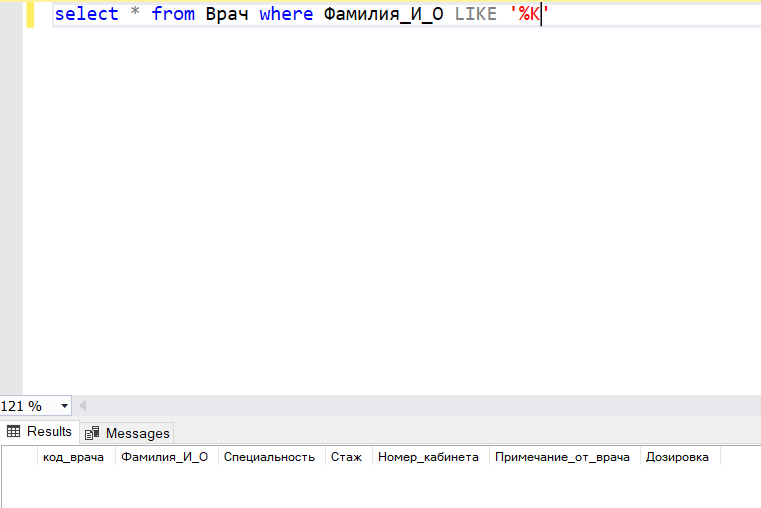 select * from Врач where Фамилия_И_О LIKE '%К'
121 %
Results Messages
код_врача Фамилия_И_О Специальность Стаж Номер_кабинета Примечание_от_врача Дозировка